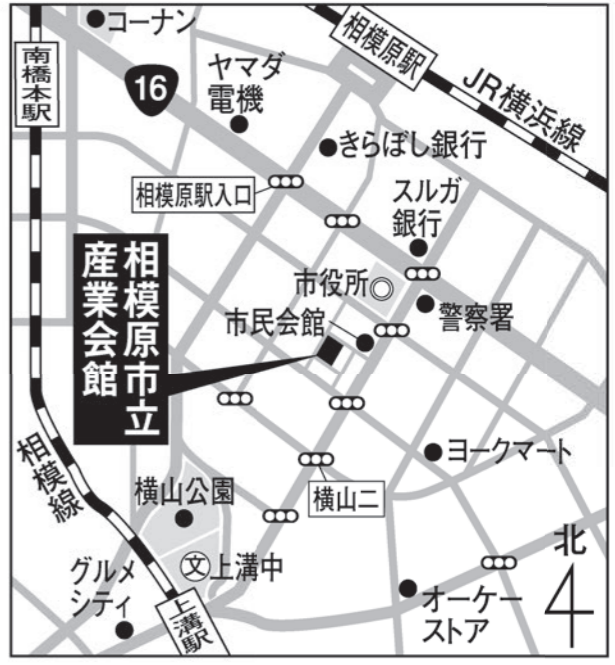 コーナン
相模原駅
南橋本駅
16
ヤマダ
電機
JR横浜線
きらぼし銀行
相模原駅入口
スルガ
銀行
市役所
相模原市立
産業会館
市民会館
警察署
相模線
ヨークマート
横山公園
横山二
北
グルメ
シティ
文上溝中
上溝駅
オーケー
ストア